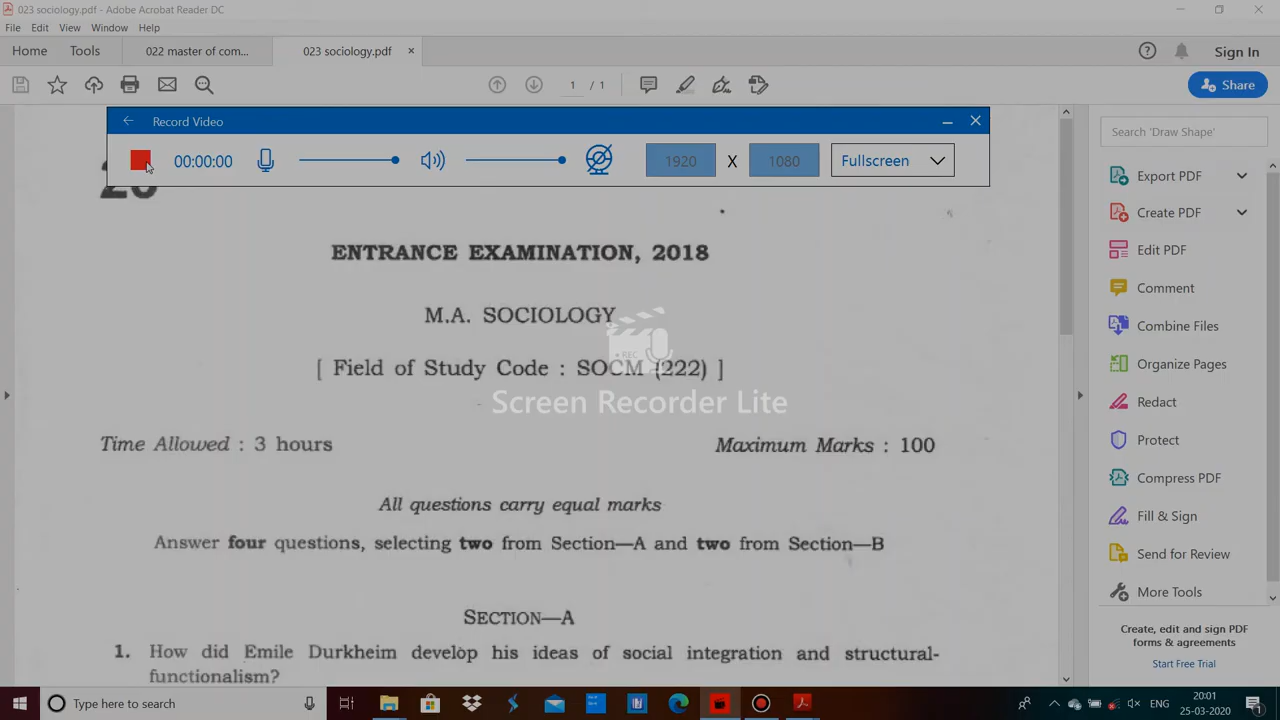 023 sociology.pdf - Adobe Acrobat Reader DC
File Edit View Window Help
Home Tools 022 master of com... 023 sociology.pdf × Sign In
1 / 1 Share
Record Video
00:00:00 1920 X 1080 Fullscreen
Search 'Draw Shape'
Export PDF
Create PDF
Edit PDF
Comment
Combine Files
Organize Pages
Redact
Protect
Compress PDF
Fill & Sign
Send for Review
More Tools
Create, edit and sign PDF
forms & agreements
Start Free Trial
ENTRANCE EXAMINATION, 2018
M.A. SOCIOLOGY
[ Field of Study Code : SOCM (222) ]
REC
Screen Recorder Lite
Time Allowed : 3 hours Maximum Marks : 100
All questions carry equal marks
Answer four questions, selecting two from Section—A and two from Section—B
SECTION—A
1. How did Emile Durkheim develop his ideas of social integration and structural-
functionalism?
Type here to search
ENG
20:01
25-03-2020
1